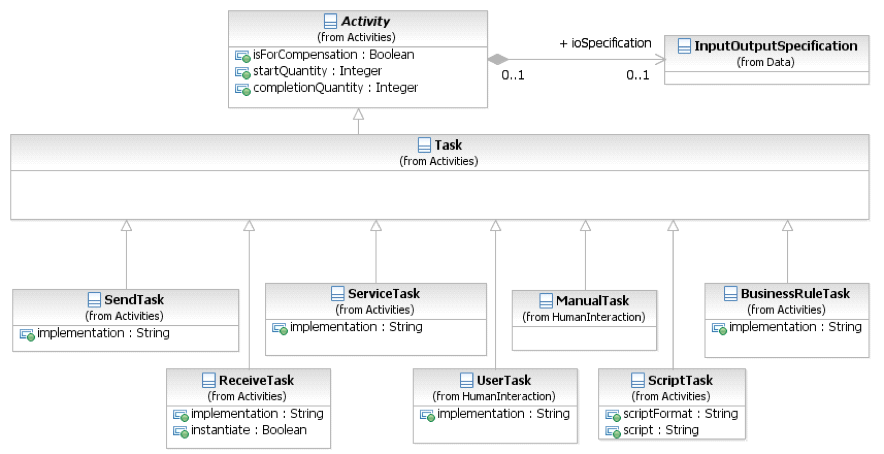 Activity
(from Activities)
isForCompensation : Boolean
startQuantity : Integer
completionQuantity : Integer
+ ioSpecification
0..1
0..1
InputOutputSpecification
(from Data)
Task
(from Activities)
SendTask
(from Activities)
implementation : String
ServiceTask
(from Activities)
implementation : String
ManualTask
(from HumanInteraction)
BusinessRuleTask
(from Activities)
implementation : String
ReceiveTask
(from Activities)
implementation : String
instantiate : Boolean
UserTask
(from HumanInteraction)
implementation : String
ScriptTask
(from Activities)
scriptFormat : String
script : String